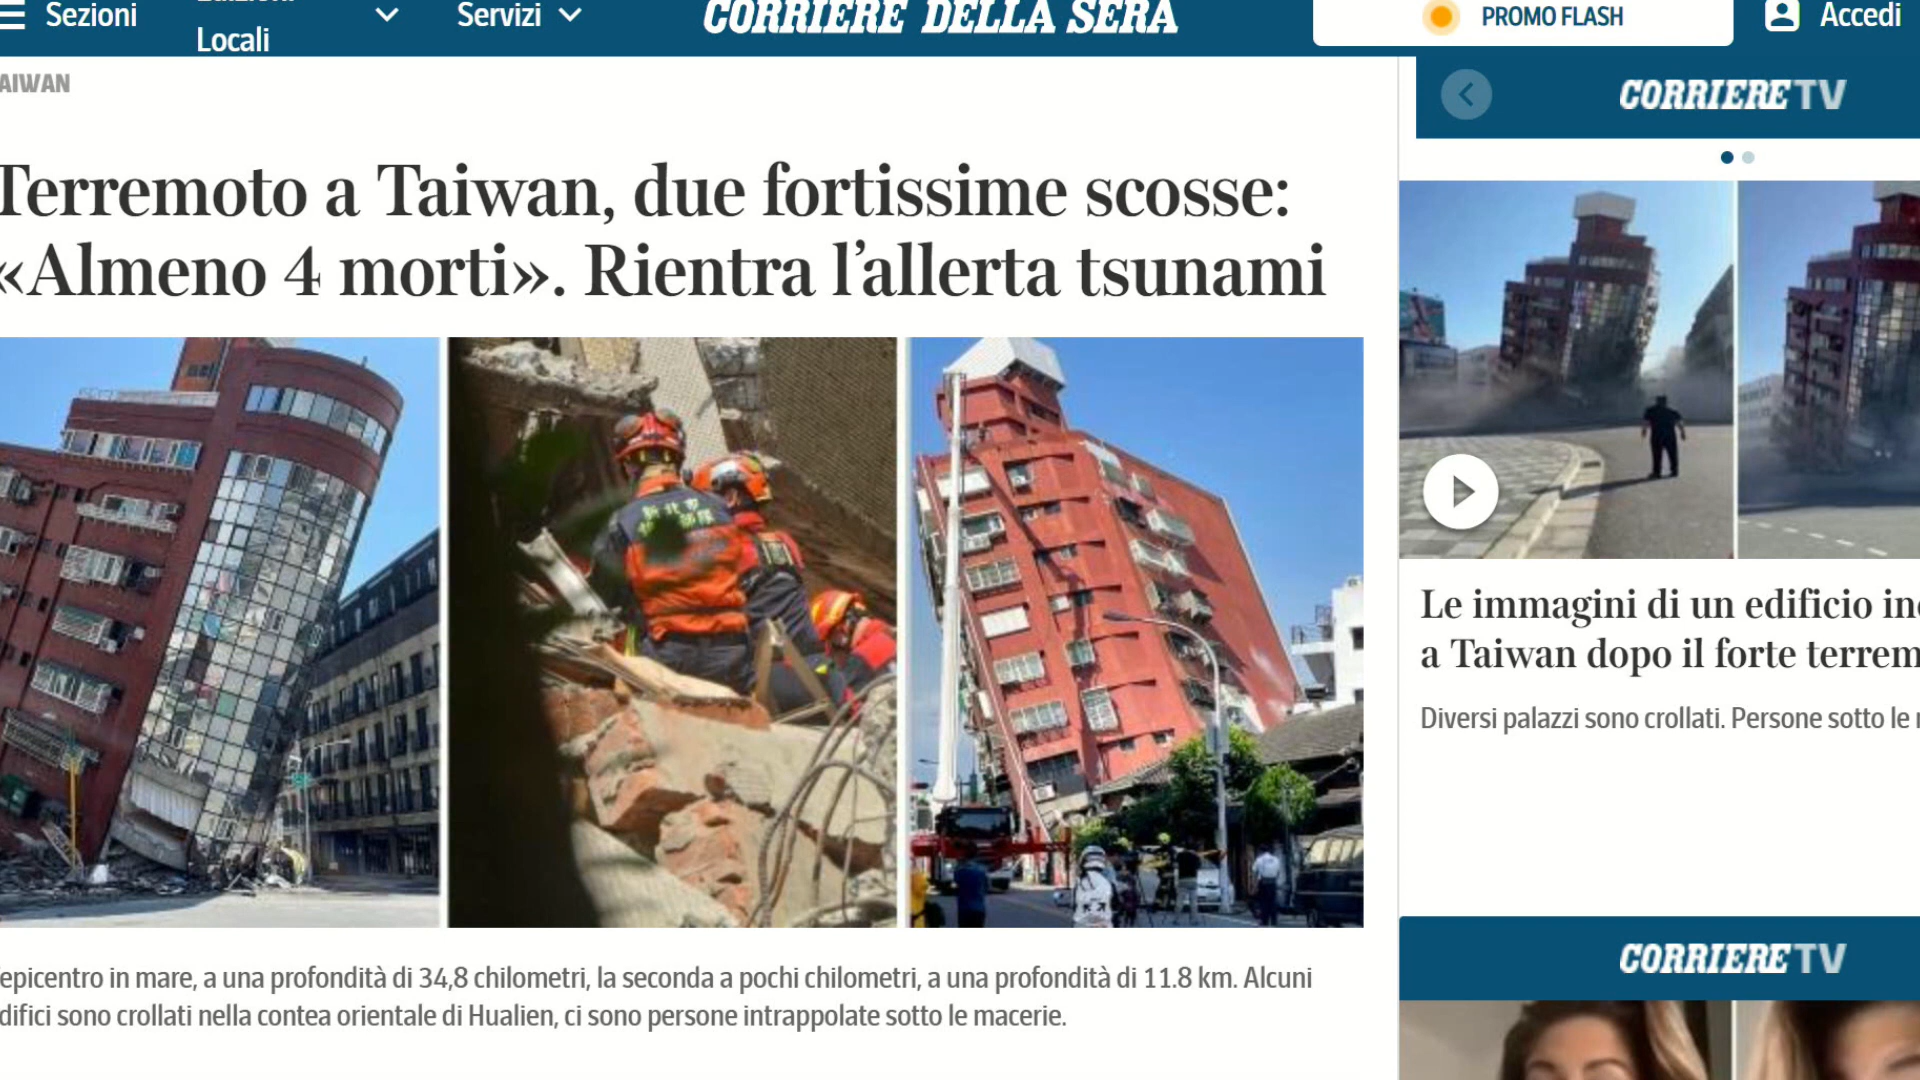 Sezioni
Locali
Servizi
CORRIERE DELLA SERA
PROMO FLASH
Accedi
AIWAN
Terremoto a Taiwan, due fortissime scosse:
«Almeno 4 morti». Rientra l’allerta tsunami
epicentro in mare, a una profondità di 34,8 chilometri, la seconda a pochi chilometri, a una profondità di 11.8 km. Alcuni
difici sono crollati nella contea orientale di Hualien, ci sono persone intrappolate sotto le macerie.
CORRIERE TV
Le immagini di un edificio in
a Taiwan dopo il forte terrem
Diversi palazzi sono crollati. Persone sotto le
CORRIERE TV